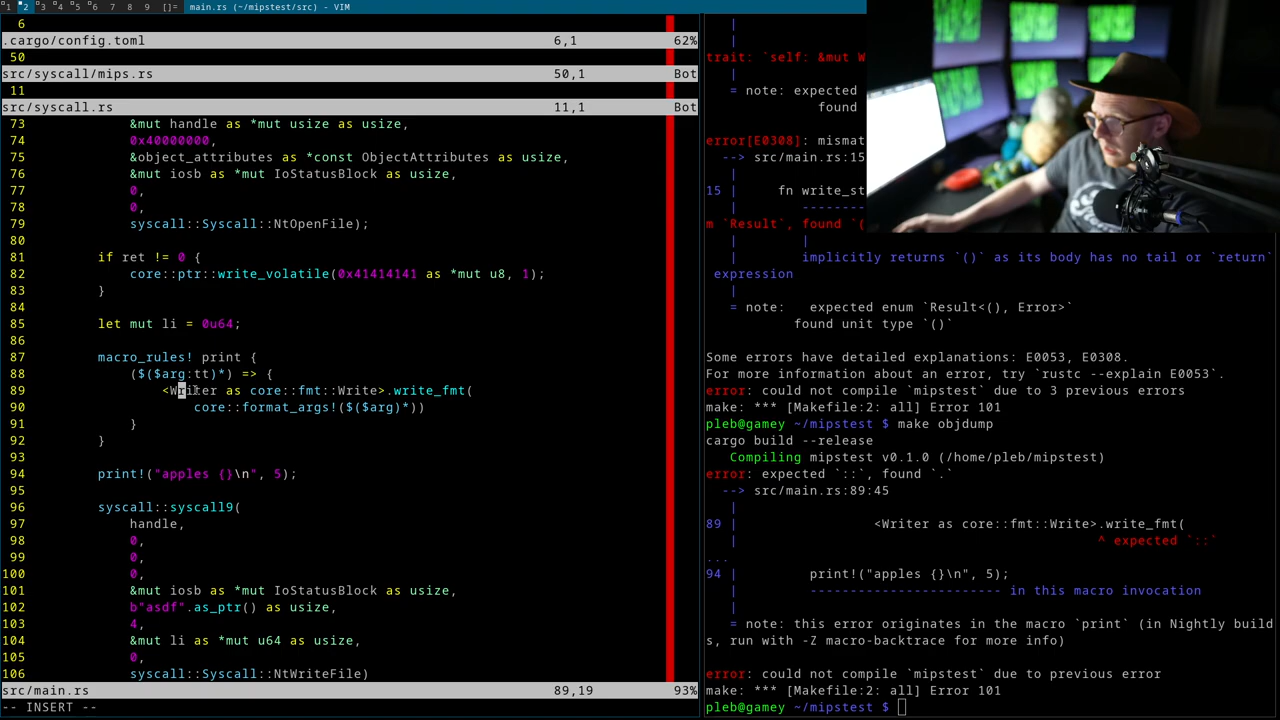 1 2 3 4 5 6 7 8 9 []= main.rs (~/mipstest/src) - VIM
6
.cargo/config.toml 6,1 62%
50
src/syscall/mips.rs 50,1 Bot
11
src/syscall.rs 11,1 Bot
73 &mut handle as *mut usize as usize,
74 0x40000000,
75 &object_attributes as *const ObjectAttributes as usize,
76 &mut iosb as *mut IoStatusBlock as usize,
77 0,
78 0,
79 syscall::Syscall::NtOpenFile);
80
81 if ret != 0 {
82 core::ptr::write_volatile(0x41414141 as *mut u8, 1);
83 }
84
85 let mut li = 0u64;
86
87 macro_rules! print {
88 ($($arg:tt)*) => {
89 <Writer as core::fmt::Write>.write_fmt(
90 core::format_args!($($arg)*))
91 }
92 }
93
94 print!("apples {}\n", 5);
95
96 syscall::syscall9(
97 handle,
98 0,
99 0,
100 0,
101 &mut iosb as *mut IoStatusBlock as usize,
102 b"asdf".as_ptr() as usize,
103 4,
104 &mut li as *mut u64 as usize,
105 0,
106 syscall::Syscall::NtWriteFile)
src/main.rs 89,19 93%
-- INSERT --
|
|
trait: `self: &mut W
|
= note: expected
found
error[E0308]: mismat
--> src/main.rs:15
|
15 | fn write_st
| --------
m `Result`, found `(
| |
| implicitly returns `()` as its body has no tail or `return`
expression
|
= note: expected enum `Result<(), Error>`
found unit type `()`
Some errors have detailed explanations: E0053, E0308.
For more information about an error, try `rustc --explain E0053`.
error: could not compile `mipstest` due to 3 previous errors
make: *** [Makefile:2: all] Error 101
pleb@gamey ~/mipstest $ make objdump
cargo build --release
Compiling mipstest v0.1.0 (/home/pleb/mipstest)
error: expected `::`, found `.`
--> src/main.rs:89:45
|
89 | <Writer as core::fmt::Write>.write_fmt(
| ^ expected `::`
...
94 | print!("apples {}\n", 5);
| ------------------------ in this macro invocation
|
= note: this error originates in the macro `print` (in Nightly build
s, run with -Z macro-backtrace for more info)
error: could not compile `mipstest` due to previous error
make: *** [Makefile:2: all] Error 101
pleb@gamey ~/mipstest $